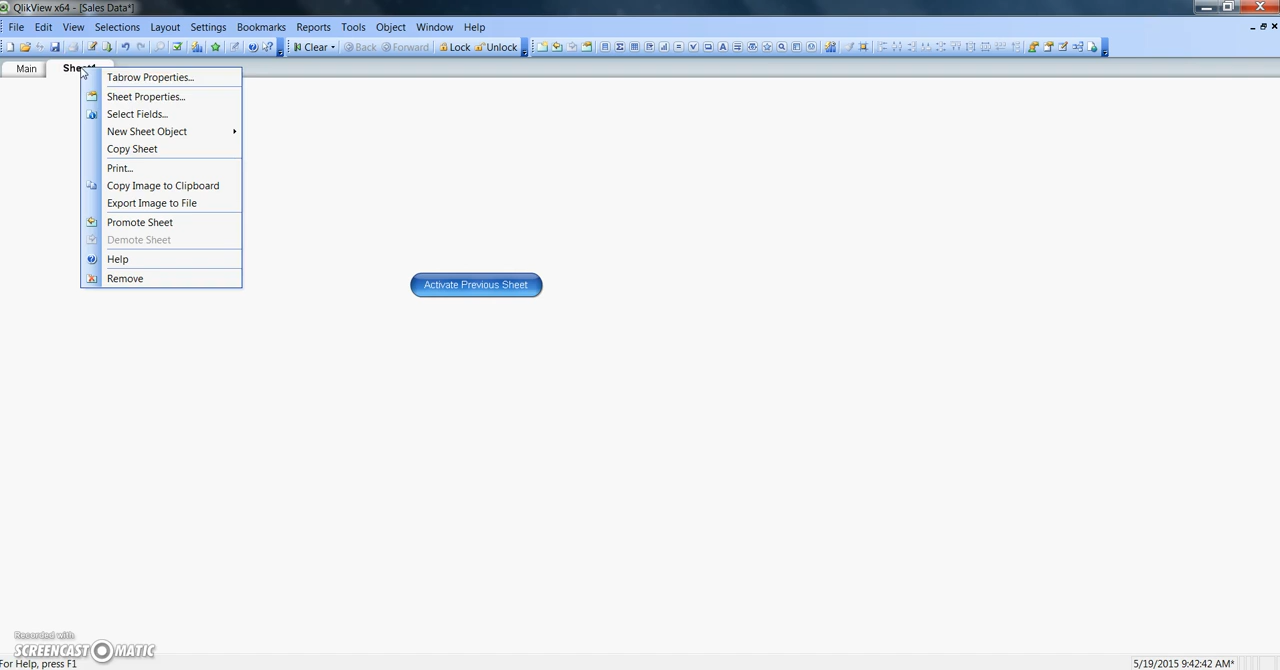 QlikView x64 - [Sales Data*]
File Edit View Selections Layout Settings Bookmarks Reports Tools Object Window Help
Clear Back Forward Lock Unlock
Main
Tabrow Properties...
Sheet Properties...
Select Fields...
New Sheet Object
Copy Sheet
Print...
Copy Image to Clipboard
Export Image to File
Promote Sheet
Demote Sheet
Help
Remove
Activate Previous Sheet
Recorded with
SCREENCAST MATIC
For Help, press F1
5/19/2015 9:42:42 AM*